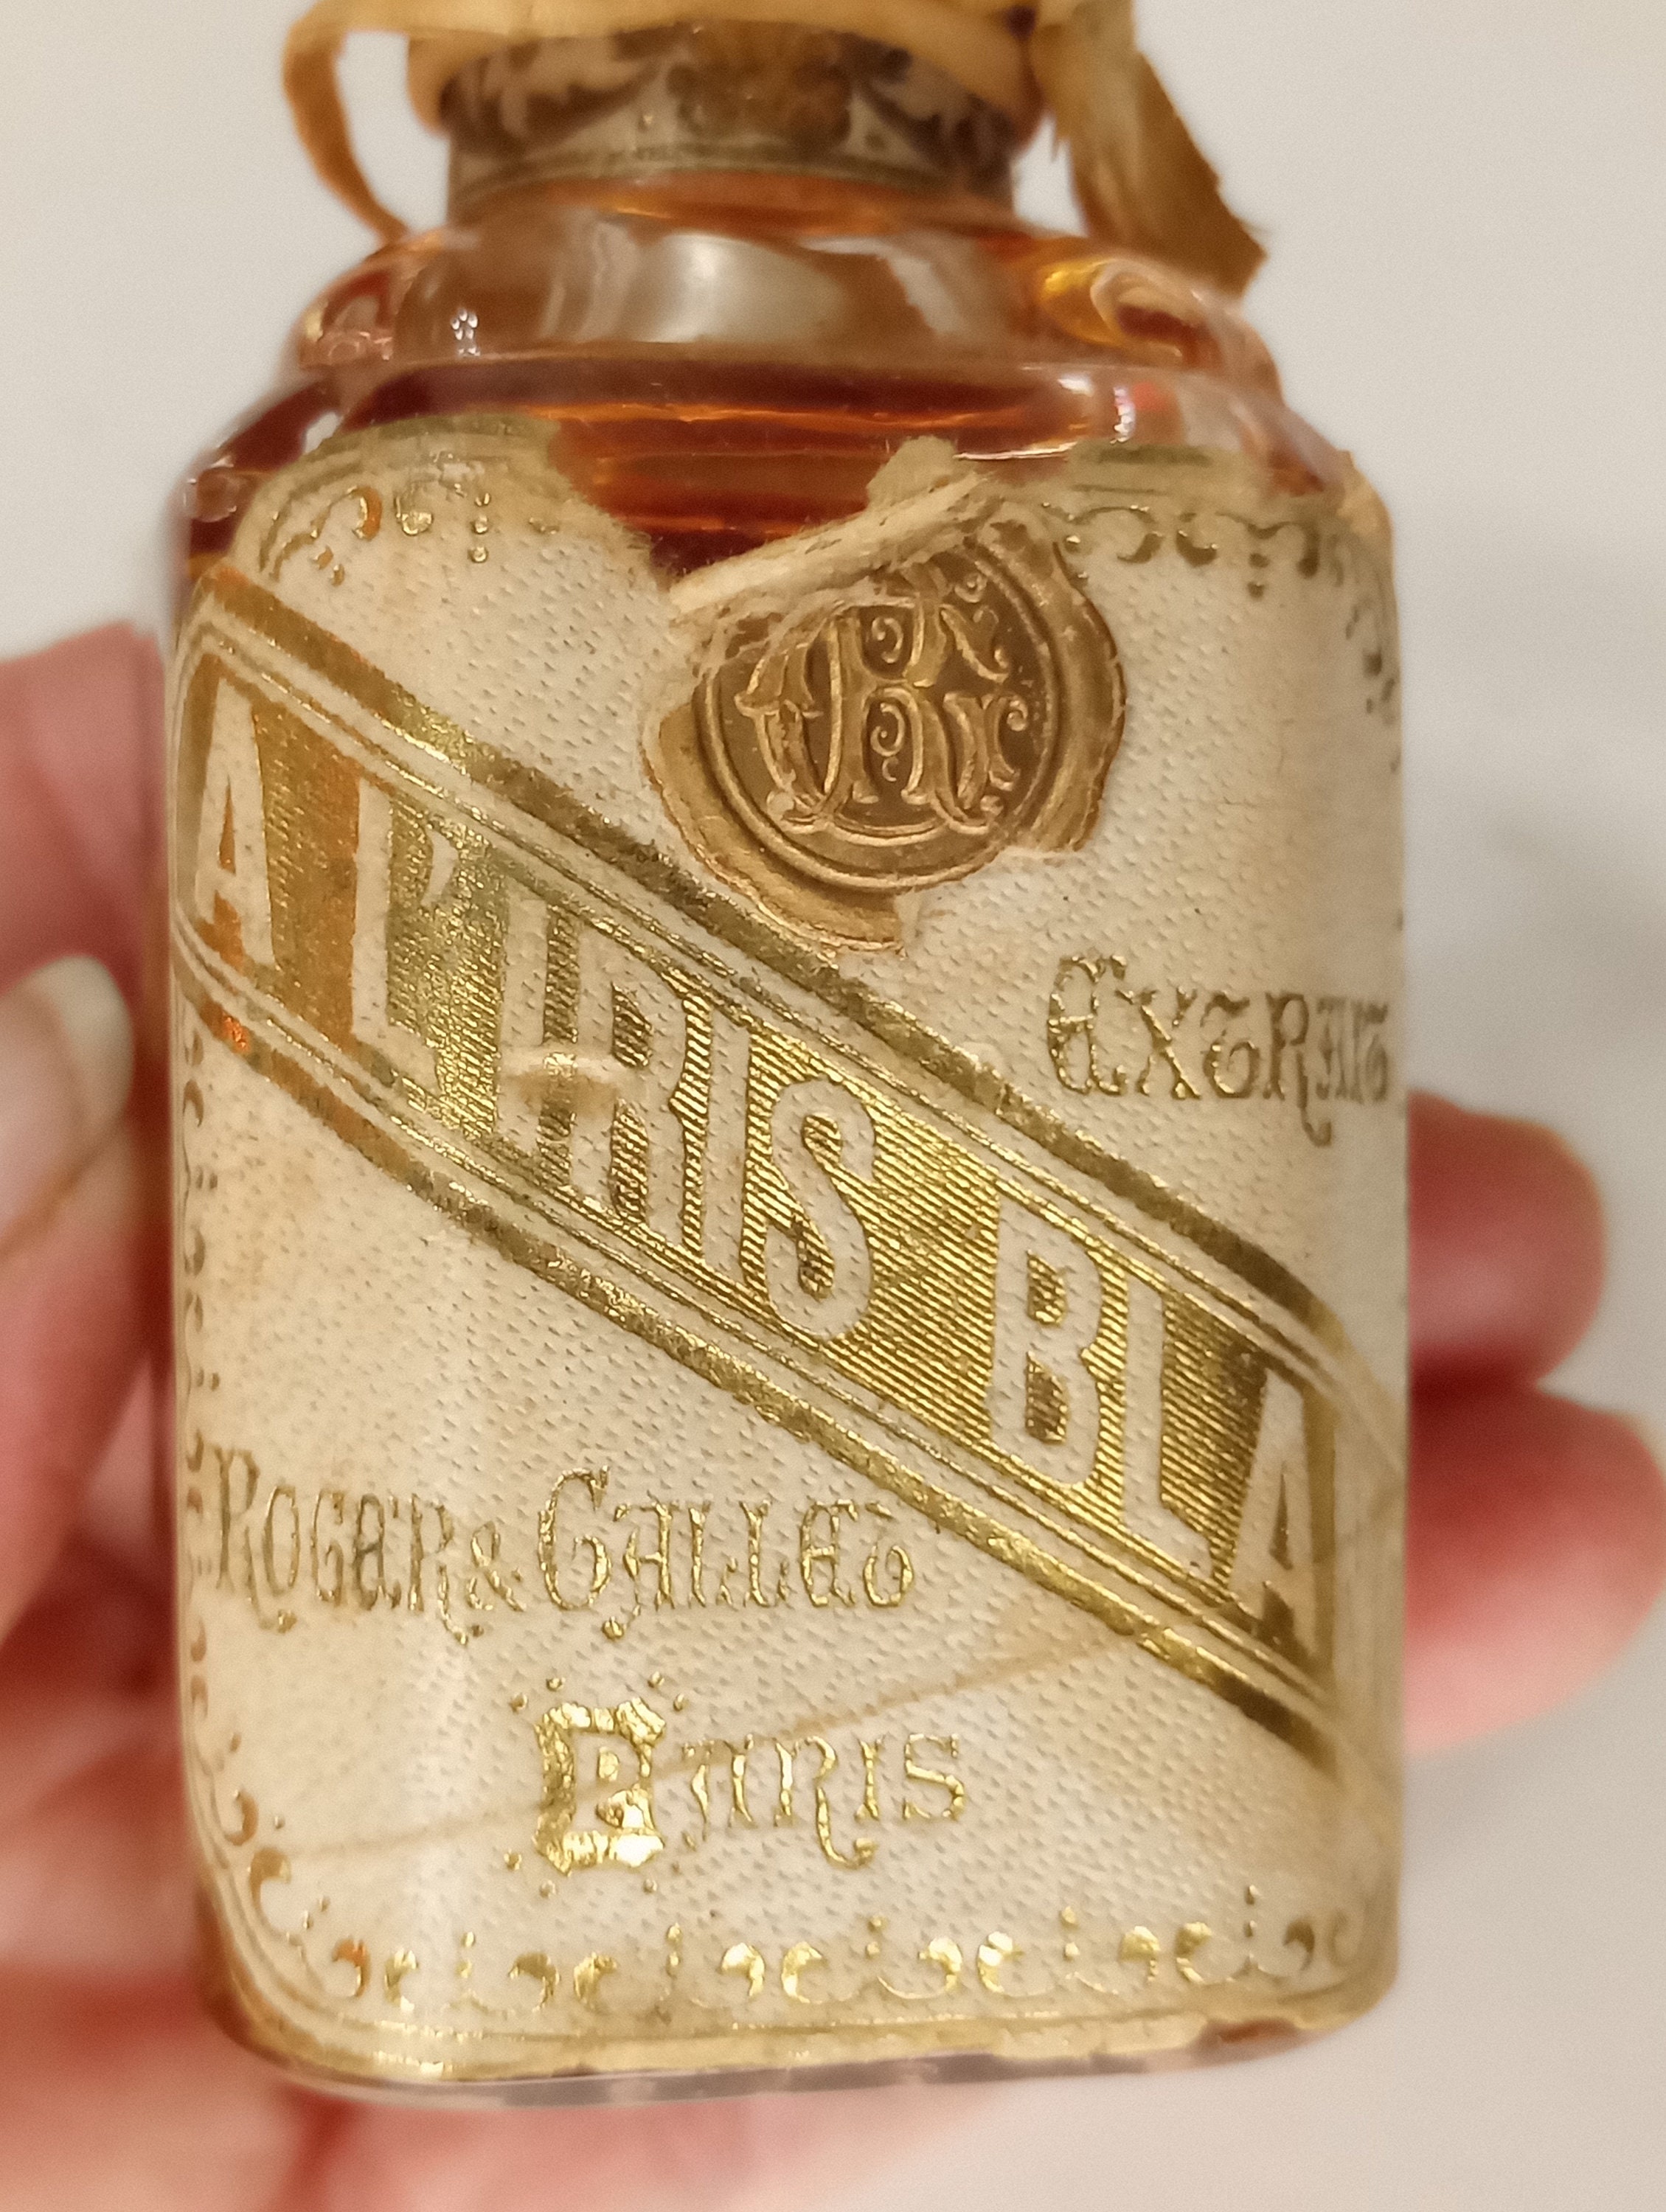 EXTRAIT
A L'IRIS BLA
ROGER & GALLET
PARIS